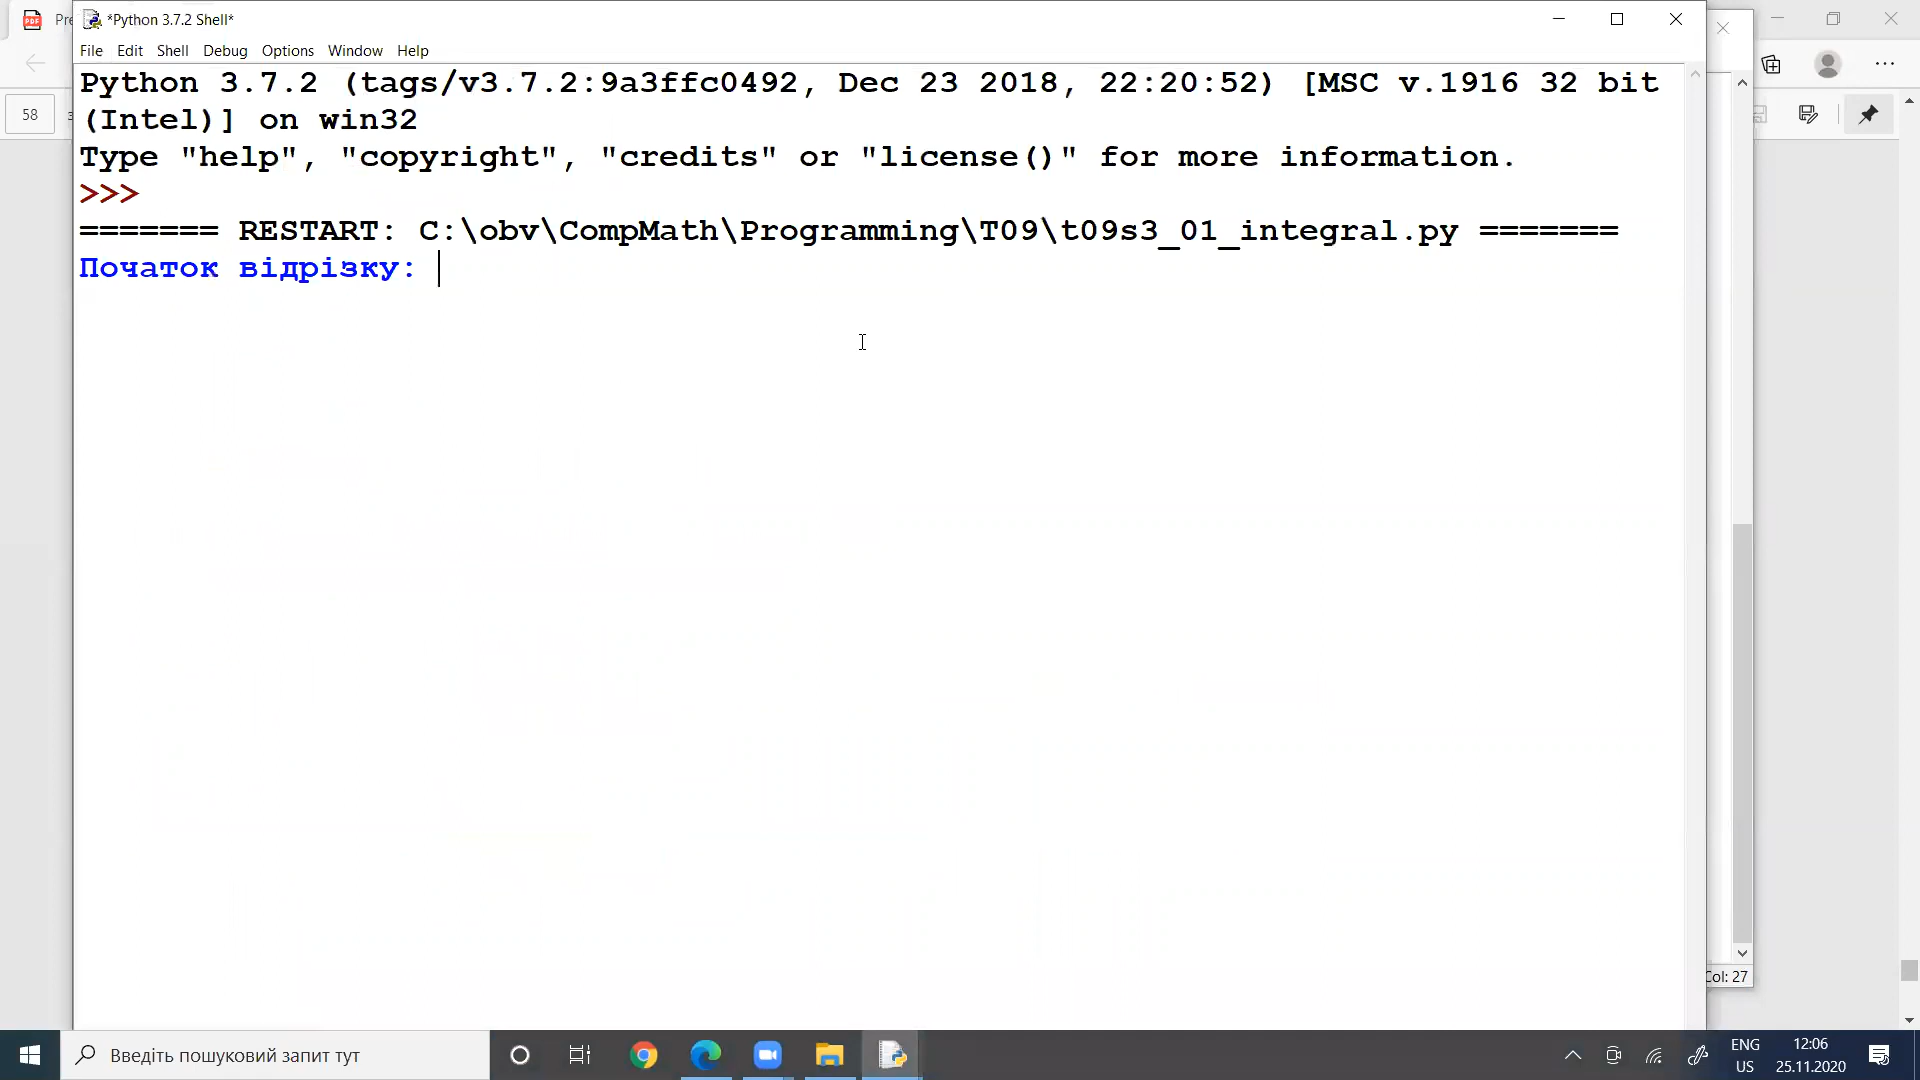 Pre
*Python 3.7.2 Shell*
File Edit Shell Debug Options Window Help
58
Python 3.7.2 (tags/v3.7.2:9a3ffc0492, Dec 23 2018, 22:20:52) [MSC v.1916 32 bit
(Intel)] on win32
Type "help", "copyright", "credits" or "license()" for more information.
>>>
======= RESTART: C:\obv\CompMath\Programming\T09\t09s3_01_integral.py =======
Початок відрізку:
Col: 27
Введіть пошуковий запит тут
ENG
US
12:06
25.11.2020